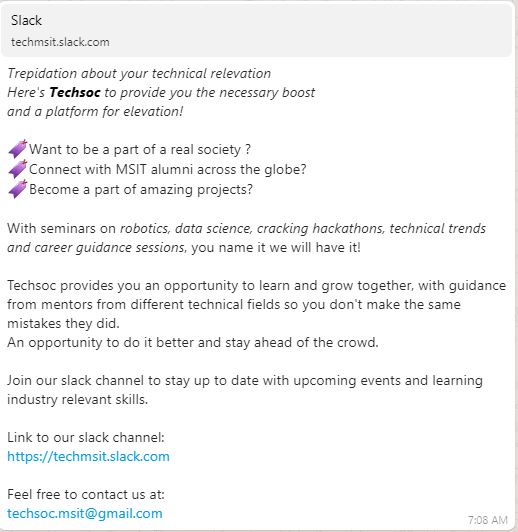 Slack
techmsit.slack.com
Trepidation about your technical relevation
Here's Techsoc to provide you the necessary boost
and a platform for elevation!
Want to be a part of a real society ?
Connect with MSIT alumni across the globe?
Become a part of amazing projects?
With seminars on robotics, data science, cracking hackathons, technical trends
and career guidance sessions, you name it we will have it!
Techsoc provides you an opportunity to learn and grow together, with guidance
from mentors from different technical fields so you don't make the same
mistakes they did.
An opportunity to do it better and stay ahead of the crowd.
Join our slack channel to stay up to date with upcoming events and learning
industry relevant skills.
Link to our slack channel:
https://techmsit.slack.com
Feel free to contact us at:
techsoc.msit@gmail.com
7:08 AM